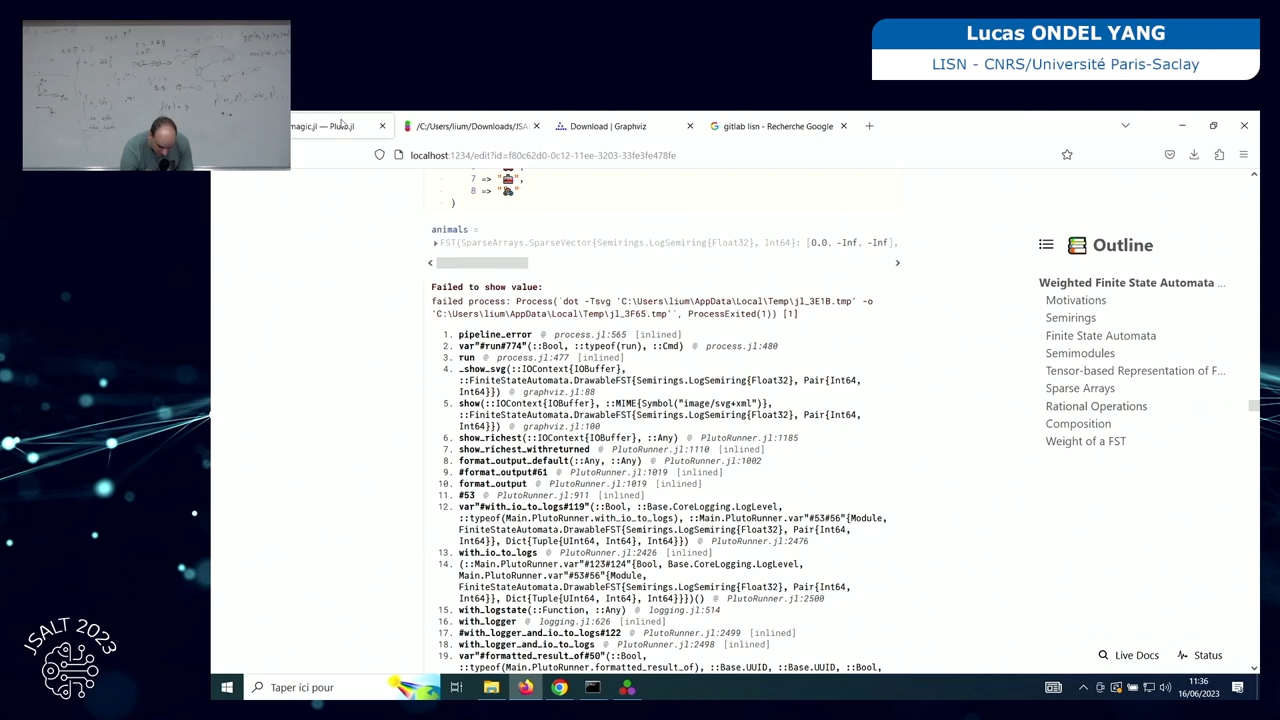 Lucas ONDEL YANG
LISN - CNRS/Université Paris-Saclay
magic.jl — Pluto.jl
/C:/Users/lium/Downloads/JSA
Download | Graphviz
gitlab lisn - Recherche Google
localhost:1234/edit?id=f80c62d0-0c12-11ee-3203-33fe3fe478fe
7 => "🚒",
8 => "🚜"
)
animals =
FST(SparseArrays.SparseVector{Semirings.LogSemiring{Float32}, Int64}: [0.0, -Inf, -Inf],
Failed to show value:
failed process: Process(`dot -Tsvg 'C:\Users\lium\AppData\Local\Temp\jl_3E1B.tmp' -o
'C:\Users\lium\AppData\Local\Temp\jl_3F65.tmp'`, ProcessExited(1)) [1]
1. pipeline_error @ process.jl:565 [inlined]
2. var"#run#774"(::Bool, ::typeof(run), ::Cmd) @ process.jl:480
3. run @ process.jl:477 [inlined]
4. _show_svg(::IOContext{IOBuffer},
::FiniteStateAutomata.DrawableFST{Semirings.LogSemiring{Float32}, Pair{Int64,
Int64}}) @ graphviz.jl:88
5. show(::IOContext{IOBuffer}, ::MIME{Symbol("image/svg+xml")},
::FiniteStateAutomata.DrawableFST{Semirings.LogSemiring{Float32}, Pair{Int64,
Int64}}) @ graphviz.jl:100
6. show_richest(::IOContext{IOBuffer}, ::Any) @ PlutoRunner.jl:1185
7. show_richest_withreturned @ PlutoRunner.jl:1110 [inlined]
8. format_output_default(::Any, ::Any) @ PlutoRunner.jl:1002
9. #format_output#61 @ PlutoRunner.jl:1019 [inlined]
10. format_output @ PlutoRunner.jl:1019 [inlined]
11. #53 @ PlutoRunner.jl:911 [inlined]
12. var"#with_io_to_logs#119"(::Bool, ::Base.CoreLogging.LogLevel,
::typeof(Main.PlutoRunner.with_io_to_logs), ::Main.PlutoRunner.var"#53#56"{Module,
FiniteStateAutomata.DrawableFST{Semirings.LogSemiring{Float32}, Pair{Int64,
Int64}}, Dict{Tuple{UInt64, Int64}, Int64}}) @ PlutoRunner.jl:2476
13. with_io_to_logs @ PlutoRunner.jl:2426 [inlined]
14. (::Main.PlutoRunner.var"#123#124"{Bool, Base.CoreLogging.LogLevel,
Main.PlutoRunner.var"#53#56"{Module,
FiniteStateAutomata.DrawableFST{Semirings.LogSemiring{Float32}, Pair{Int64,
Int64}}, Dict{Tuple{UInt64, Int64}, Int64}}})() @ PlutoRunner.jl:2500
15. with_logstate(::Function, ::Any) @ logging.jl:514
16. with_logger @ logging.jl:626 [inlined]
17. #with_logger_and_io_to_logs#122 @ PlutoRunner.jl:2499 [inlined]
18. with_logger_and_io_to_logs @ PlutoRunner.jl:2498 [inlined]
19. var"#formatted_result_of#50"(::Bool,
::typeof(Main.PlutoRunner.formatted_result_of), ::Base.UUID, ::Base.UUID, ::Bool,
Outline
Weighted Finite State Automata ...
Motivations
Semirings
Finite State Automata
Semimodules
Tensor-based Representation of F...
Sparse Arrays
Rational Operations
Composition
Weight of a FST
Live Docs
Status
JSALT 2023
Taper ici pour
11:36
16/06/2023